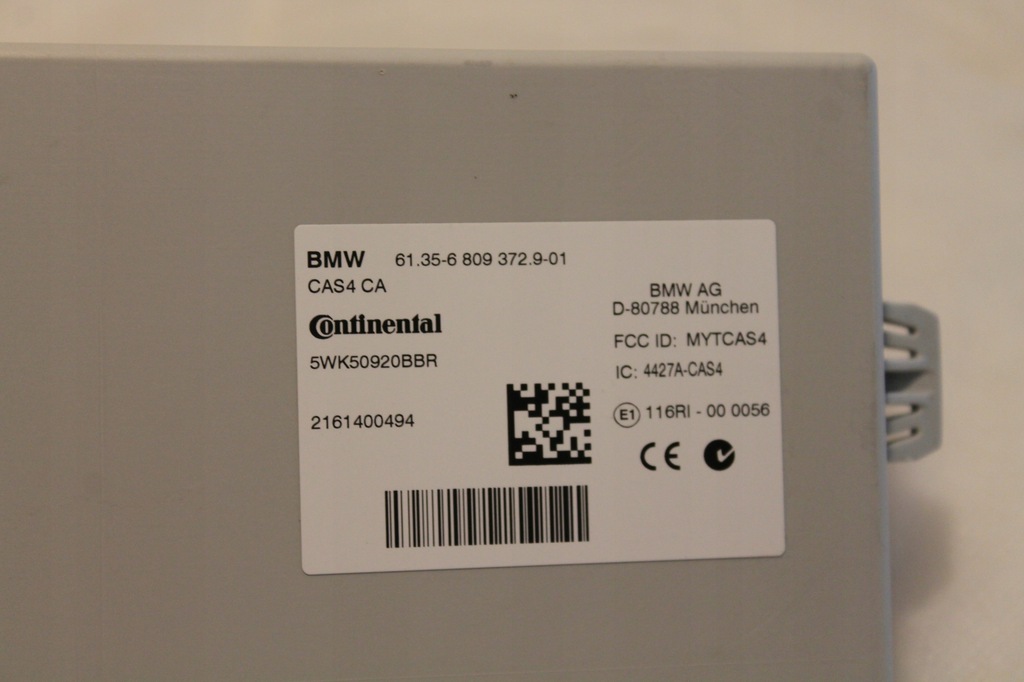 BMW 61.35-6 809 372.9-01
CAS4 CA
Continental
5WK50920BBR
2161400494
BMW AG
D-80788 München
FCC ID: MYTCAS4
IC: 4427A-CAS4
E1 116RI - 00 0056
CE